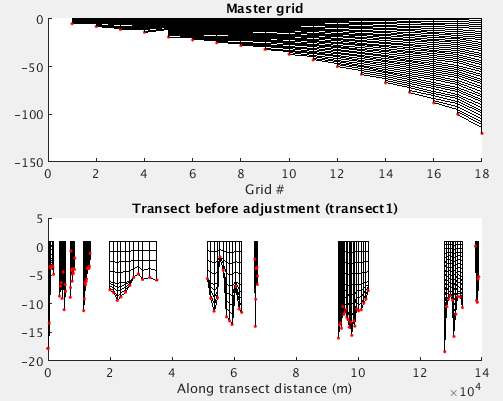 Master grid
0
-50
-100
-150
0 2 4 6 8 10 12 14 16 18
Grid #
Transect before adjustment (transect1)
5
0
-5
-10
-15
-20
0 2 4 6 8 10 12 14
Along transect distance (m)
×10^4